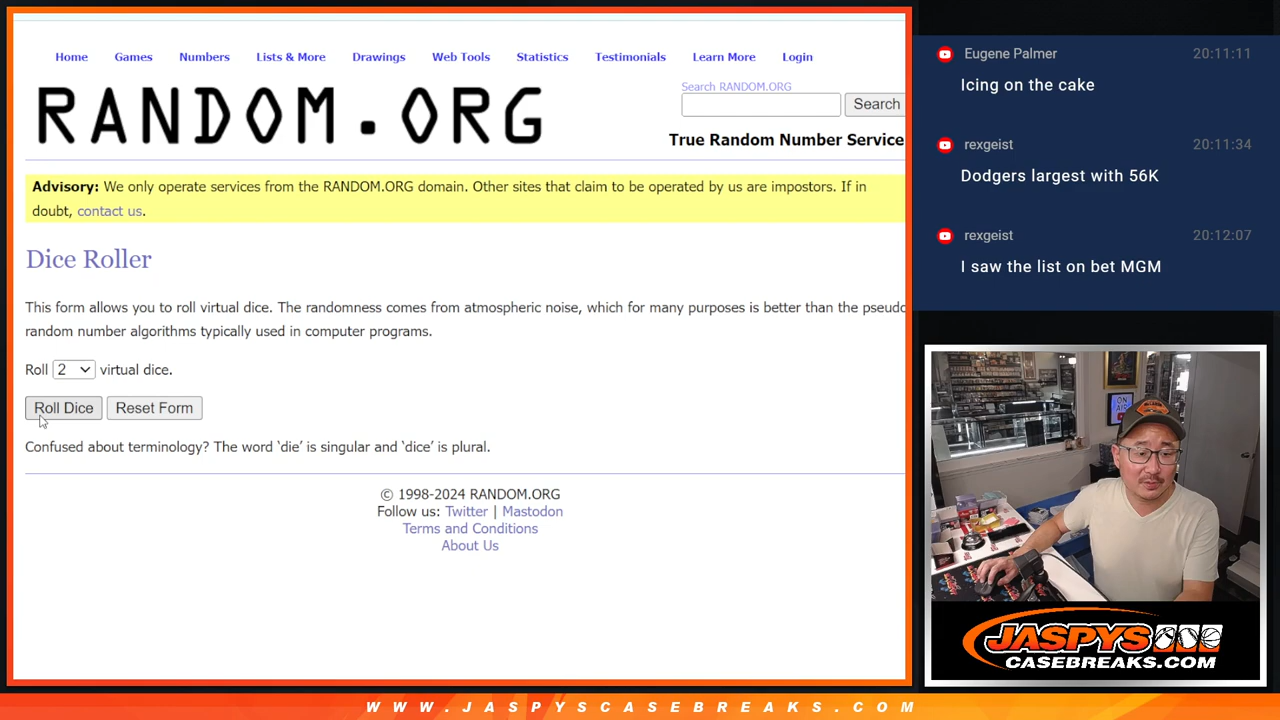 Home Games Numbers Lists & More Drawings Web Tools Statistics Testimonials Learn More Login
RANDOM.ORG
Search RANDOM.ORG
Search
True Random Number Service
Advisory: We only operate services from the RANDOM.ORG domain. Other sites that claim to be operated by us are impostors. If in
doubt, contact us.
Dice Roller
This form allows you to roll virtual dice. The randomness comes from atmospheric noise, which for many purposes is better than the pseudo
random number algorithms typically used in computer programs.
Roll 2 virtual dice.
Roll Dice Reset Form
Confused about terminology? The word ‘die’ is singular and ‘dice’ is plural.
© 1998-2024 RANDOM.ORG
Follow us: Twitter | Mastodon
Terms and Conditions
About Us
Eugene Palmer 20:11:11
Icing on the cake
rexgeist 20:11:34
Dodgers largest with 56K
rexgeist 20:12:07
I saw the list on bet MGM
ON AIR
JASPYS
CASEBREAKS.COM
WWW.JASPYSCASEBREAKS.COM